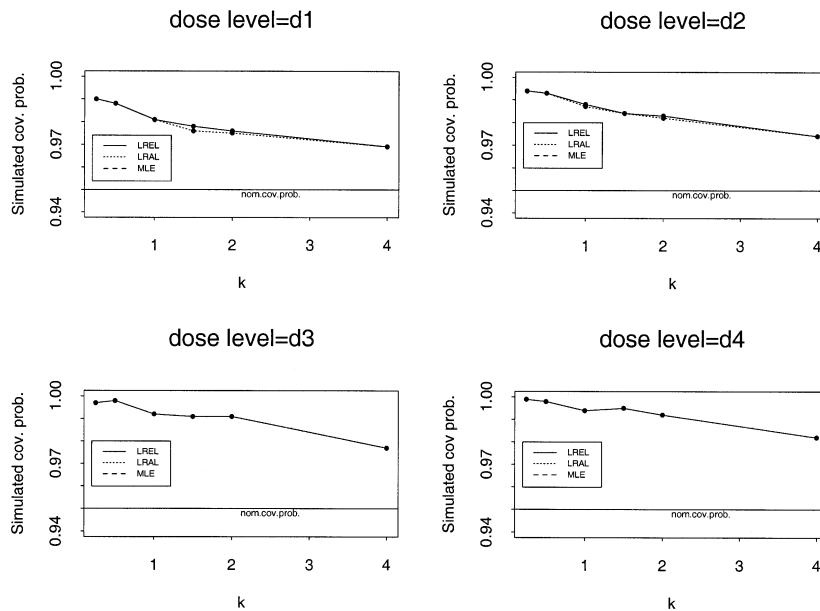 dose level=d1
Simulated cov. prob.
1.00
0.97
0.94
LREL
LRAL
MLE
nom.cov.prob.
1
2
3
4
k
dose level=d2
Simulated cov. prob.
1.00
0.97
0.94
LREL
LRAL
MLE
nom.cov.prob.
1
2
3
4
k
dose level=d3
Simulated cov. prob.
1.00
0.97
0.94
LREL
LRAL
MLE
nom.cov.prob.
1
2
3
4
k
dose level=d4
Simulated cov prob.
1.00
0.97
0.94
LREL
LRAL
MLE
nom.cov.prob.
1
2
3
4
k